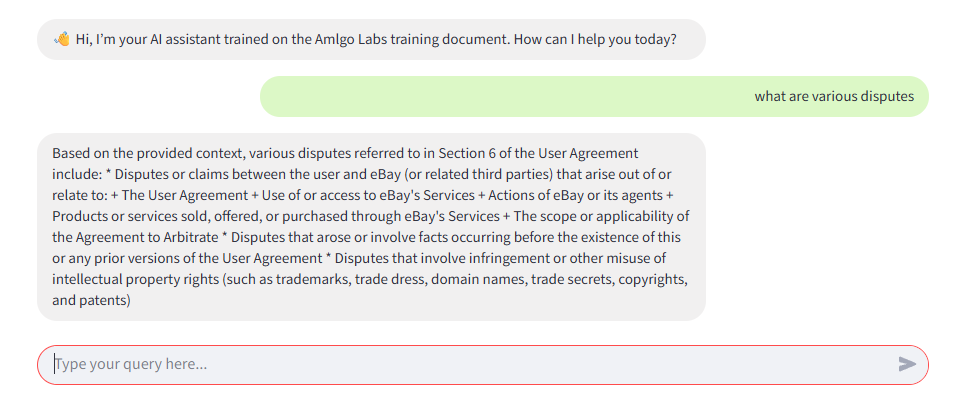 👋 Hi, I’m your AI assistant trained on the Amlgo Labs training document. How can I help you today?
what are various disputes
Based on the provided context, various disputes referred to in Section 6 of the User Agreement
include: * Disputes or claims between the user and eBay (or related third parties) that arise out of or
relate to: + The User Agreement + Use of or access to eBay's Services + Actions of eBay or its agents +
Products or services sold, offered, or purchased through eBay's Services + The scope or applicability of
the Agreement to Arbitrate * Disputes that arose or involve facts occurring before the existence of this
or any prior versions of the User Agreement * Disputes that involve infringement or other misuse of
intellectual property rights (such as trademarks, trade dress, domain names, trade secrets, copyrights,
and patents)
Type your query here...